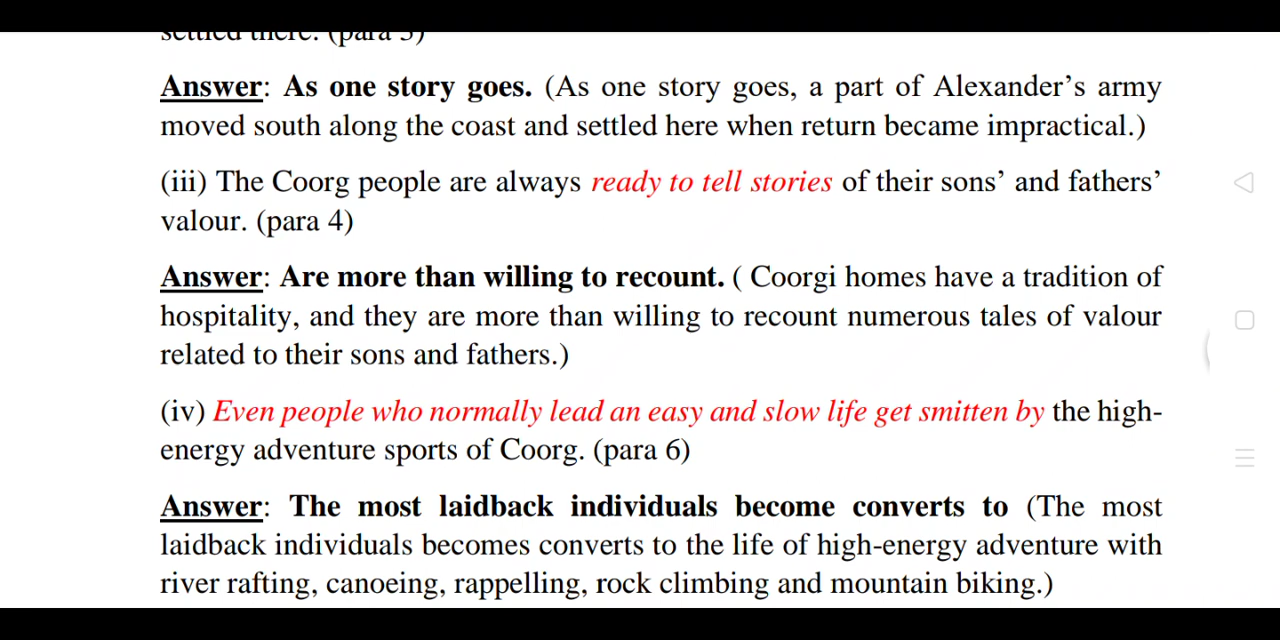 settled there. (para 3)
Answer: As one story goes. (As one story goes, a part of Alexander’s army
moved south along the coast and settled here when return became impractical.)
(iii) The Coorg people are always ready to tell stories of their sons’ and fathers’
valour. (para 4)
Answer: Are more than willing to recount. ( Coorgi homes have a tradition of
hospitality, and they are more than willing to recount numerous tales of valour
related to their sons and fathers.)
(iv) Even people who normally lead an easy and slow life get smitten by the high-
energy adventure sports of Coorg. (para 6)
Answer: The most laidback individuals become converts to (The most
laidback individuals becomes converts to the life of high-energy adventure with
river rafting, canoeing, rappelling, rock climbing and mountain biking.)